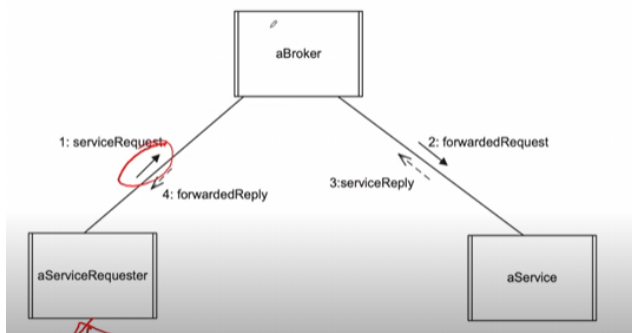 aBroker
1: serviceRequest
2: forwardedRequest
3:serviceReply
4: forwardedReply
aServiceRequester
aService